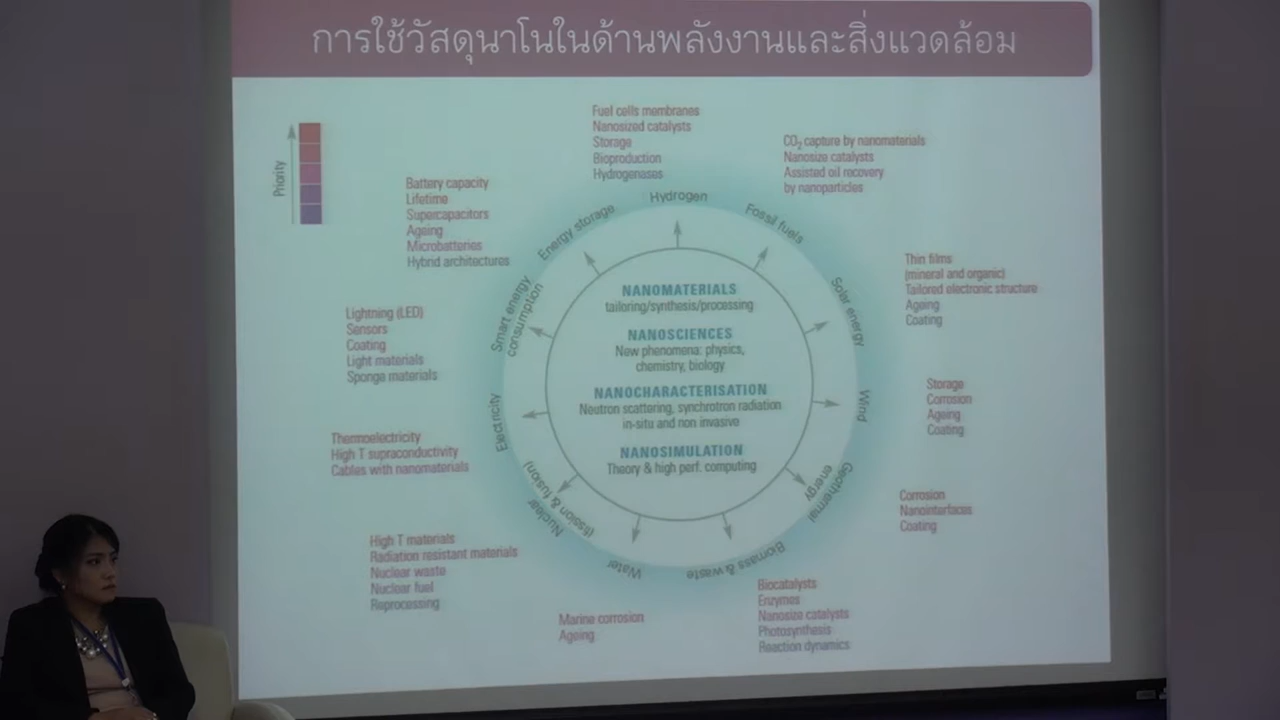 การใช้วัสดุนาโนในด้านพลังงานและสิ่งแวดล้อม
Priority
Fuel cells membranes
Nanosized catalysts
Storage
Bioproduction
Hydrogenases
CO₂ capture by nanomaterials
Nanosize catalysts
Assisted oil recovery
by nanoparticles
Battery capacity
Lifetime
Supercapacitors
Ageing
Microbatteries
Hybrid architectures
Hydrogen
Energy storage
Fossil fuels
Thin films
(mineral and organic)
Tailored electronic structure
Ageing
Coating
Smart energy
consumption
Solar energy
Lightning (LED)
Sensors
Coating
Light materials
Sponge materials
NANOMATERIALS
tailoring/synthesis/processing
NANOSCIENCES
New phenomena: physics,
chemistry, biology
NANOCHARACTERISATION
Neutron scattering, synchrotron radiation
in-situ and non invasive
NANOSIMULATION
Theory & high perf. computing
Storage
Corrosion
Ageing
Coating
Electricity
Wind
Thermoelectricity
High T supraconductivity
Cables with nanomaterials
Nuclear
(fission & fusion)
Geothermal
energy
Corrosion
Nanointerfaces
Coating
High T materials
Radiation resistant materials
Nuclear waste
Nuclear fuel
Reprocessing
Water
Biomass & waste
Marine corrosion
Ageing
Biocatalysts
Enzymes
Nanosize catalysts
Photosynthesis
Reaction dynamics